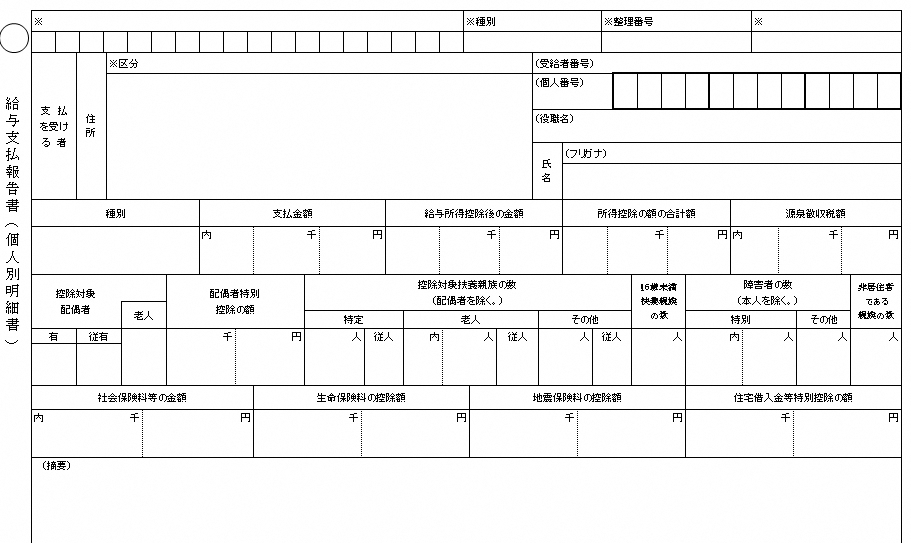 ※
※種別
※整理番号
※
給与支払報告書(個人別明細書)
支払
を受け
る者
住
所
※区分
(受給者番号)
(個人番号)
(役職名)
氏
名
(フリガナ)
種別
支払金額
給与所得控除後の金額
所得控除の額の合計額
源泉徴収税額
内 千 円
千 円
千 円
内 千 円
控除対象
配偶者
老人
有
従有
配偶者特別
控除の額
控除対象扶養親族の数
(配偶者を除く。)
特定
老人
その他
16歳未満
扶養親族
の数
障害者の数
(本人を除く。)
特別
その他
非居住者
である
親族の数
千 円
人 従人
内 人 従人
人 従人
人
内 人
人
人
社会保険料等の金額
生命保険料の控除額
地震保険料の控除額
住宅借入金等特別控除の額
内 千 円
千 円
千 円
千 円
(摘要)